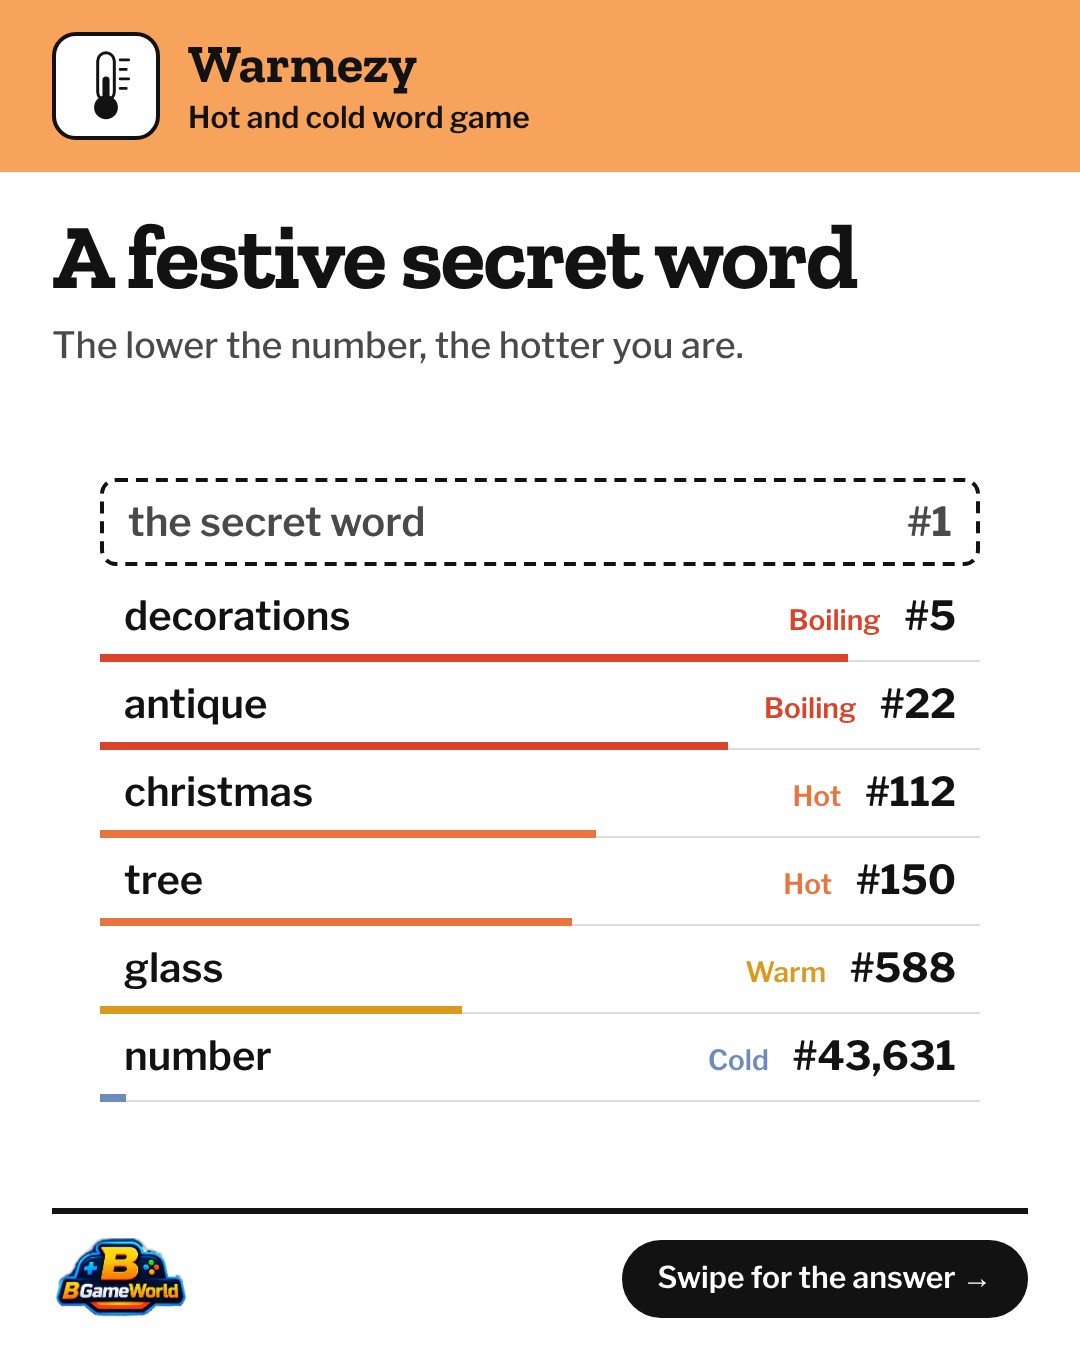 Warmezy
Hot and cold word game
A festive secret word
The lower the number, the hotter you are.
the secret word #1
decorations Boiling #5
antique Boiling #22
christmas Hot #112
tree Hot #150
glass Warm #588
number Cold #43,631
B
BGameWorld
Swipe for the answer →